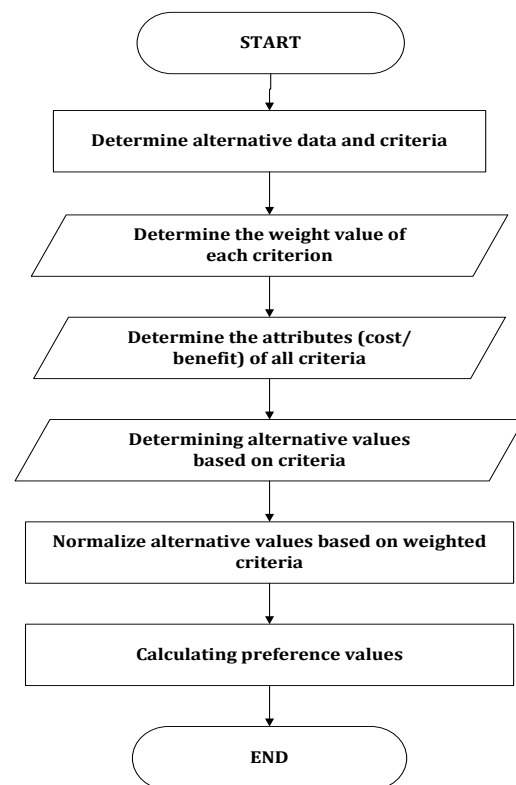 START
Determine alternative data and criteria
Determine the weight value of
each criterion
Determine the attributes (cost/
benefit) of all criteria
Determining alternative values
based on criteria
Normalize alternative values based on weighted
criteria
Calculating preference values
END